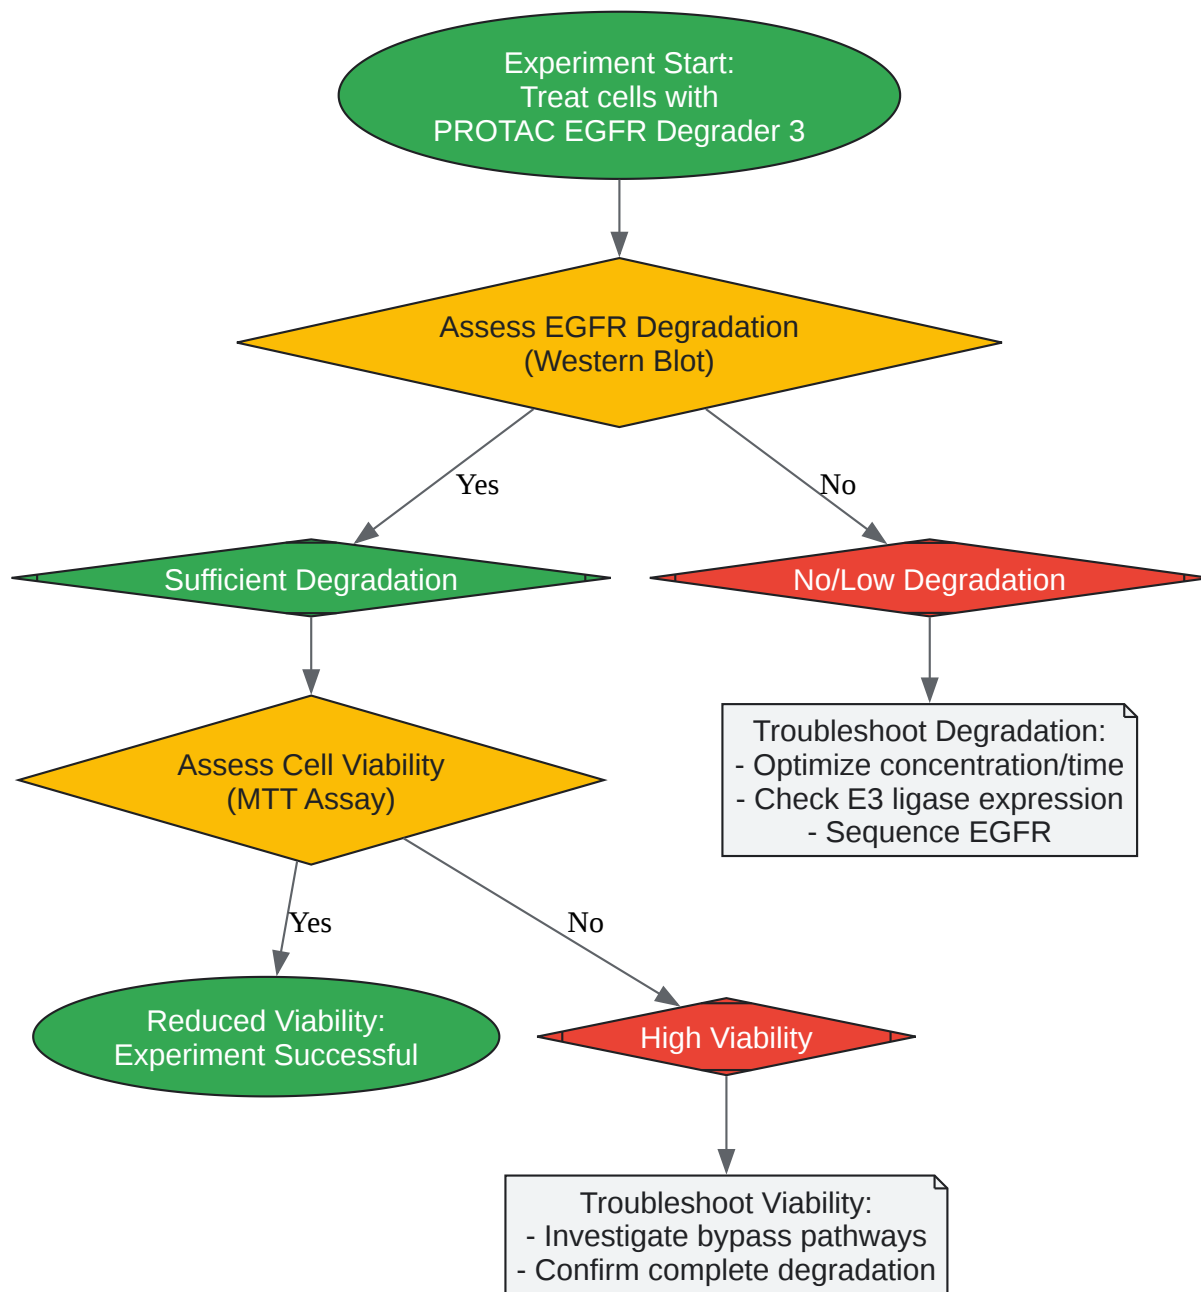 Experiment Start:
Treat cells with
PROTAC EGFR Degrader 3
Assess EGFR Degradation
(Western Blot)
Yes
No
Sufficient Degradation
No/Low Degradation
Assess Cell Viability
(MTT Assay)
Troubleshoot Degradation:
- Optimize concentration/time
- Check E3 ligase expression
- Sequence EGFR
Yes
No
Reduced Viability:
Experiment Successful
High Viability
Troubleshoot Viability:
- Investigate bypass pathways
- Confirm complete degradation